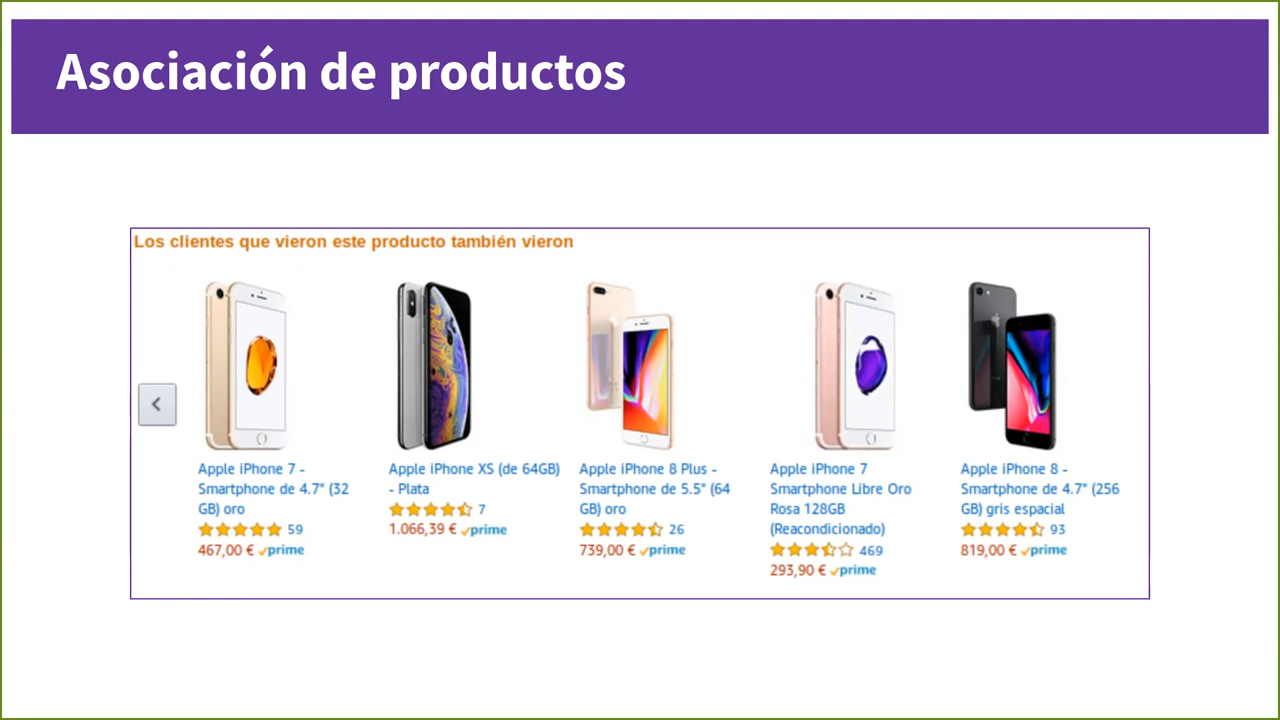 Asociación de productos
Los clientes que vieron este producto también vieron
Apple iPhone 7 -
Smartphone de 4.7" (32
GB) oro
59
467,00 € prime
Apple iPhone XS (de 64GB)
- Plata
7
1.066,39 € prime
Apple iPhone 8 Plus -
Smartphone de 5.5" (64
GB) oro
26
739,00 € prime
Apple iPhone 7
Smartphone Libre Oro
Rosa 128GB
(Reacondicionado)
469
293,90 € prime
Apple iPhone 8 -
Smartphone de 4.7" (256
GB) gris espacial
93
819,00 € prime